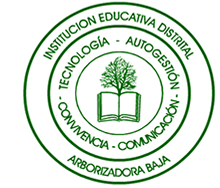 INSTITUCION EDUCATIVA DISTRITAL
TECNOLOGÍA - AUTOGESTIÓN
- CONVIVENCIA - COMUNICACIÓN -
ARBORIZADORA BAJA